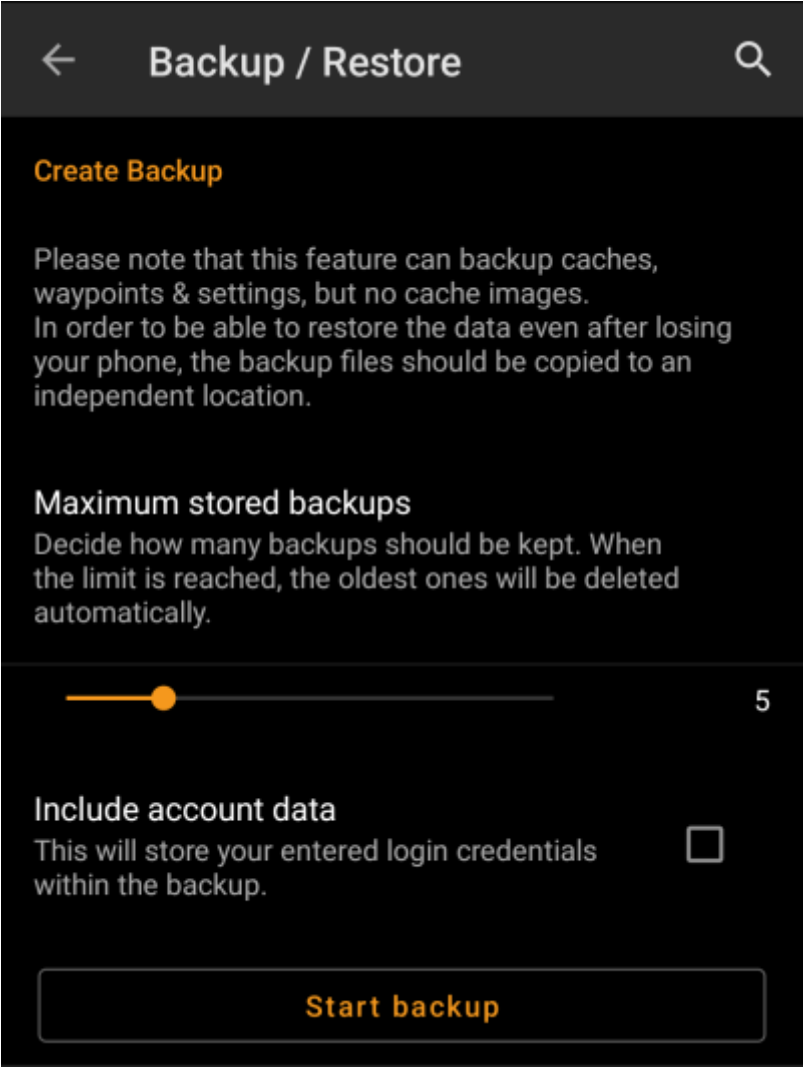 Backup / Restore
Create Backup
Please note that this feature can backup caches,
waypoints & settings, but no cache images.
In order to be able to restore the data even after losing
your phone, the backup files should be copied to an
independent location.
Maximum stored backups
Decide how many backups should be kept. When
the limit is reached, the oldest ones will be deleted
automatically.
5
Include account data
This will store your entered login credentials
within the backup.
Start backup